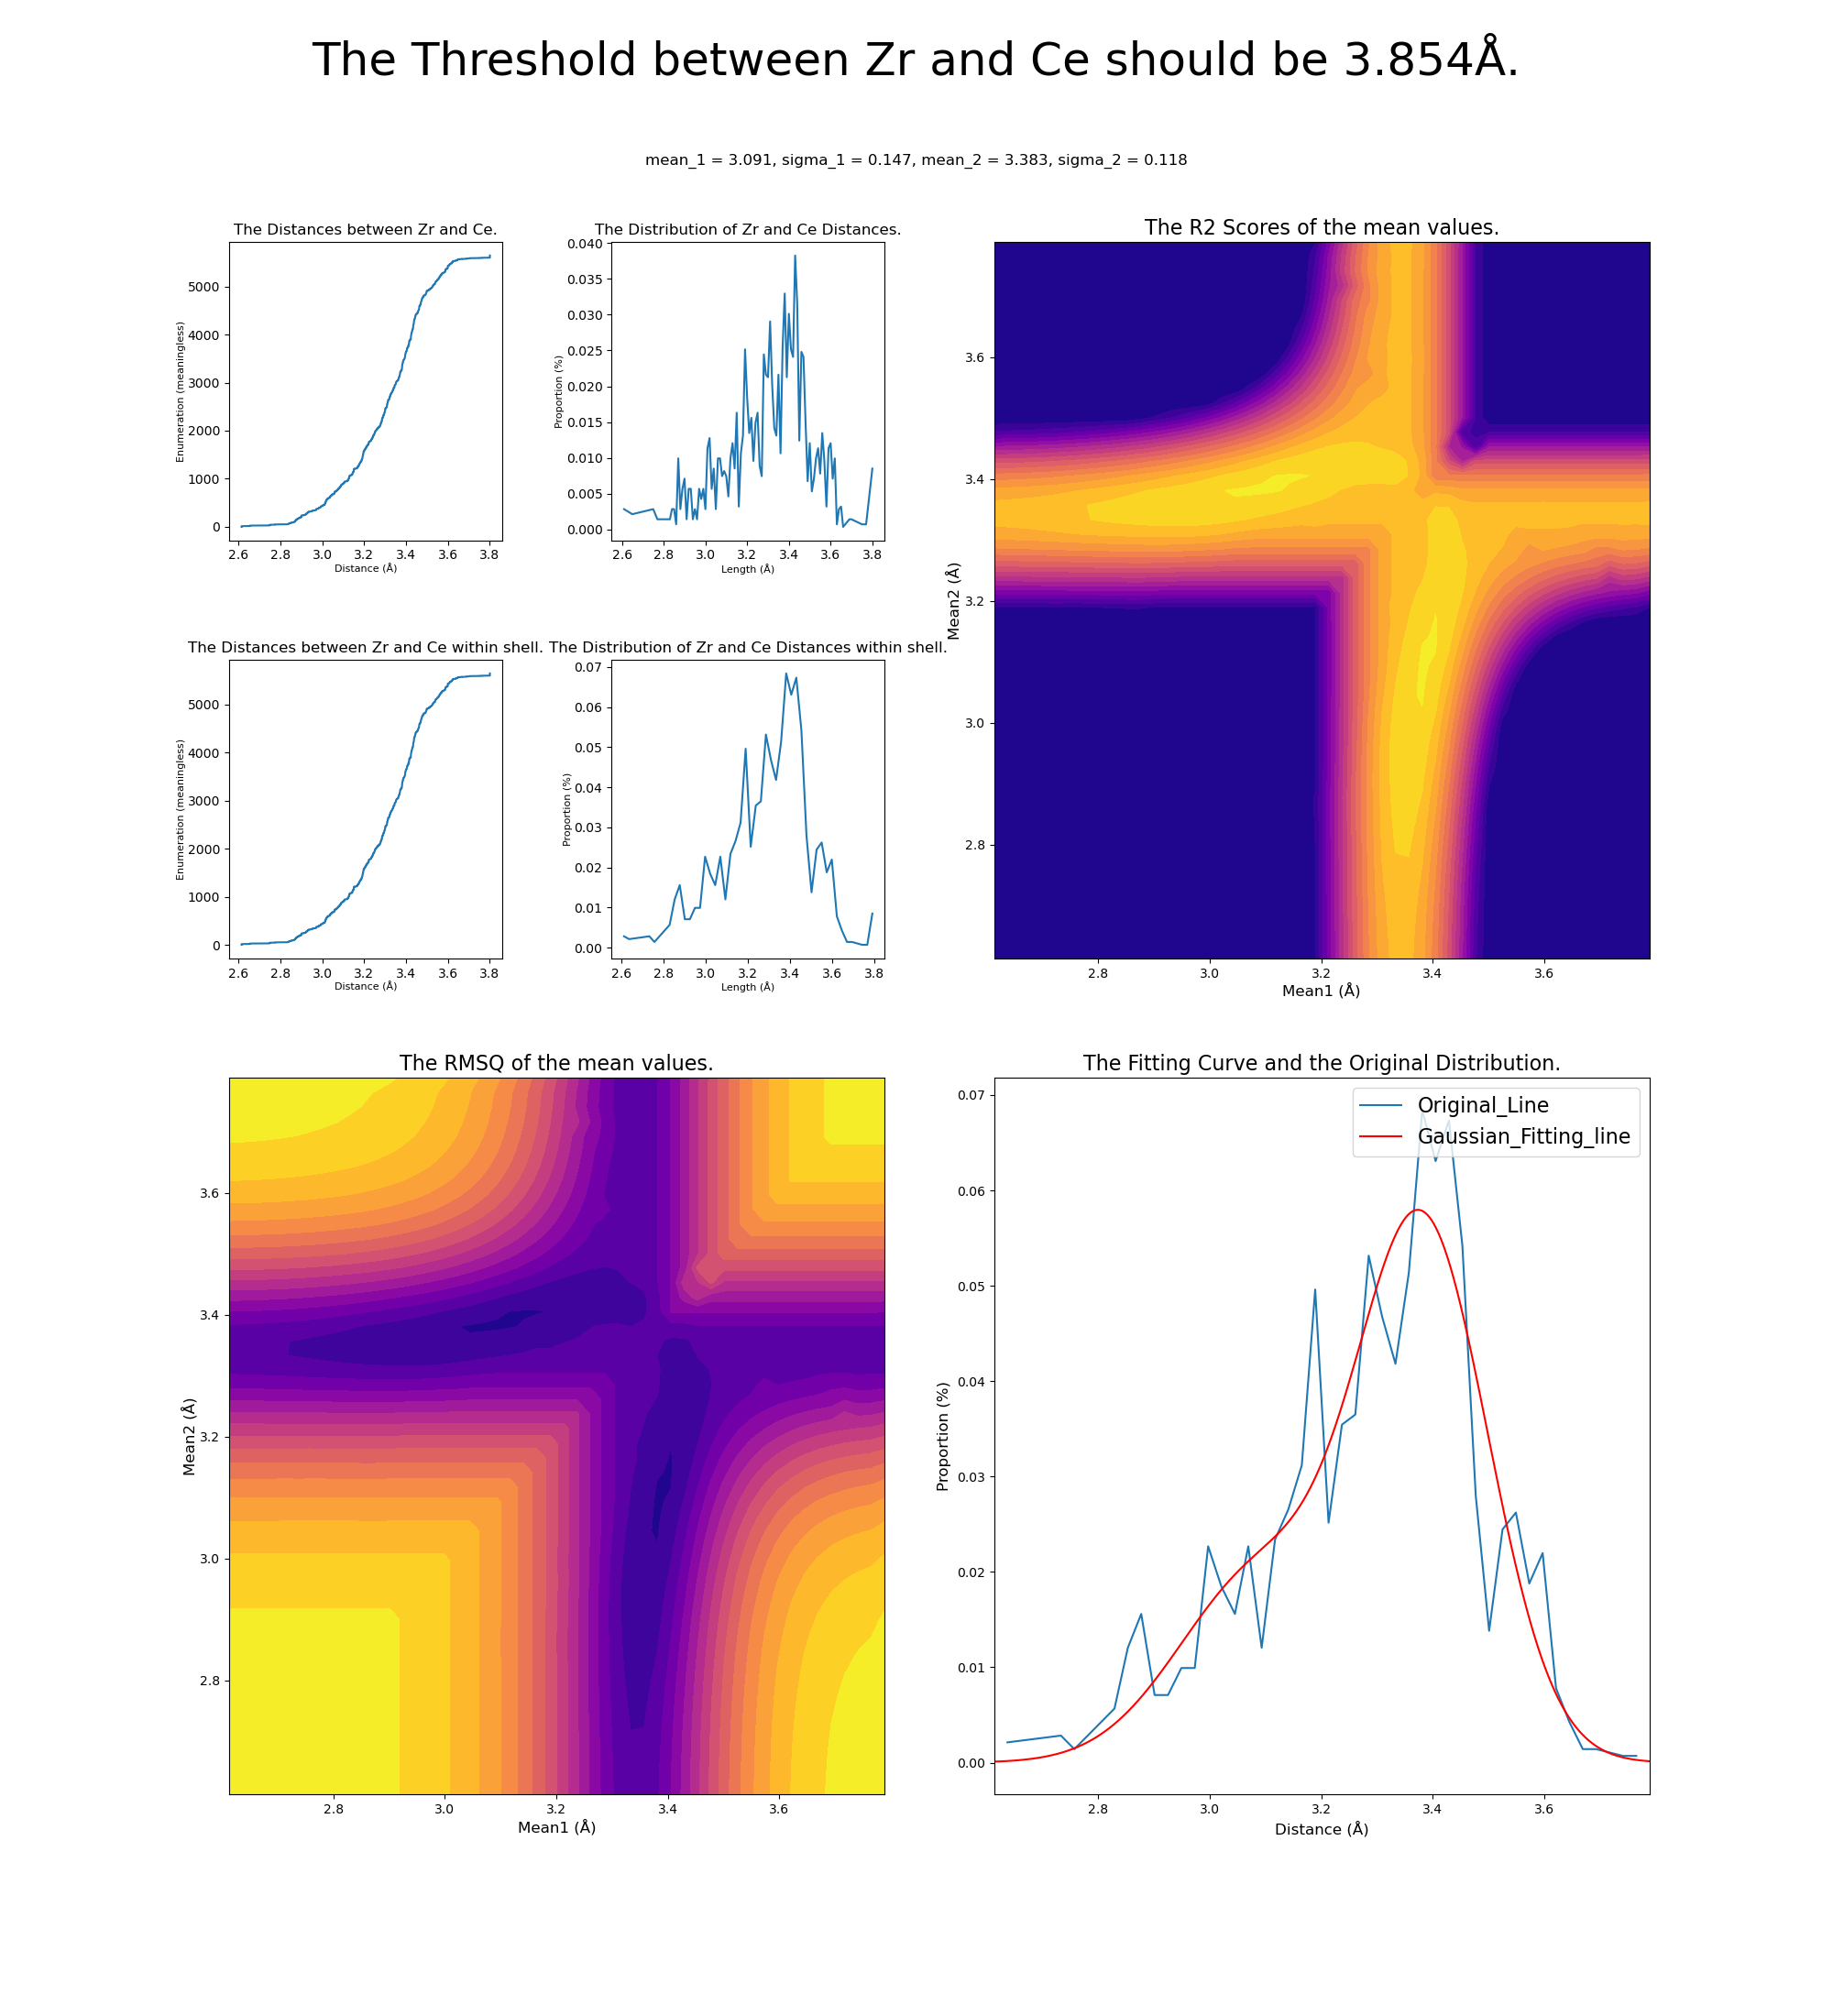 The Threshold between Zr and Ce should be 3.854Å.
mean_1 = 3.091, sigma_1 = 0.147, mean_2 = 3.383, sigma_2 = 0.118
The Distances between Zr and Ce.
5000
4000
3000
2000
1000
0
Enumeration (meaningless)
2.6 2.8 3.0 3.2 3.4 3.6 3.8
Distance (Å)
The Distribution of Zr and Ce Distances.
0.040
0.035
0.030
0.025
0.020
0.015
0.010
0.005
0.000
Proportion (%)
2.6 2.8 3.0 3.2 3.4 3.6 3.8
Length (Å)
The R2 Scores of the mean values.
3.6
3.4
3.2
3.0
2.8
Mean2 (Å)
2.8 3.0 3.2 3.4 3.6
Mean1 (Å)
The Distances between Zr and Ce within shell.
5000
4000
3000
2000
1000
0
Enumeration (meaningless)
2.6 2.8 3.0 3.2 3.4 3.6 3.8
Distance (Å)
The Distribution of Zr and Ce Distances within shell.
0.07
0.06
0.05
0.04
0.03
0.02
0.01
0.00
Proportion (%)
2.6 2.8 3.0 3.2 3.4 3.6 3.8
Length (Å)
The RMSQ of the mean values.
3.6
3.4
3.2
3.0
2.8
Mean2 (Å)
2.8 3.0 3.2 3.4 3.6
Mean1 (Å)
The Fitting Curve and the Original Distribution.
Original_Line
Gaussian_Fitting_line
0.07
0.06
0.05
0.04
0.03
0.02
0.01
0.00
Proportion (%)
2.8 3.0 3.2 3.4 3.6
Distance (Å)